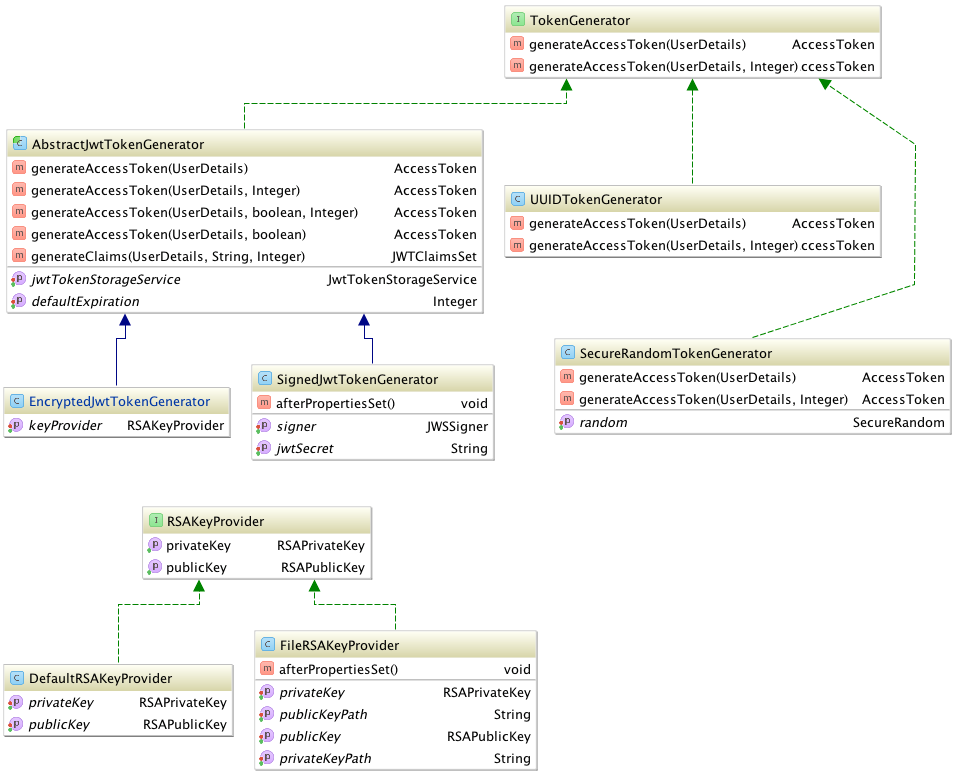 I TokenGenerator
m generateAccessToken(UserDetails) AccessToken
m generateAccessToken(UserDetails, Integer) ccessToken
C AbstractJwtTokenGenerator
m generateAccessToken(UserDetails) AccessToken
m generateAccessToken(UserDetails, Integer) AccessToken
m generateAccessToken(UserDetails, boolean, Integer) AccessToken
m generateAccessToken(UserDetails, boolean) AccessToken
m generateClaims(UserDetails, String, Integer) JWTClaimsSet
p jwtTokenStorageService JwtTokenStorageService
p defaultExpiration Integer
C UUIDTokenGenerator
m generateAccessToken(UserDetails) AccessToken
m generateAccessToken(UserDetails, Integer) ccessToken
C EncryptedJwtTokenGenerator
p keyProvider RSAKeyProvider
C SignedJwtTokenGenerator
m afterPropertiesSet() void
p signer JWSSigner
p jwtSecret String
C SecureRandomTokenGenerator
m generateAccessToken(UserDetails) AccessToken
m generateAccessToken(UserDetails, Integer) AccessToken
p random SecureRandom
I RSAKeyProvider
p privateKey RSAPrivateKey
p publicKey RSAPublicKey
C DefaultRSAKeyProvider
p privateKey RSAPrivateKey
p publicKey RSAPublicKey
C FileRSAKeyProvider
m afterPropertiesSet() void
p privateKey RSAPrivateKey
p publicKeyPath String
p publicKey RSAPublicKey
p privateKeyPath String